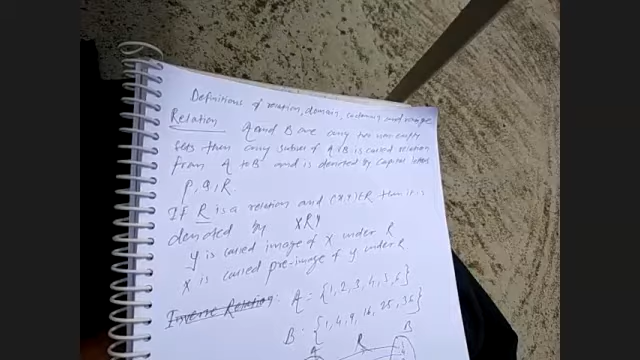 Definitions of relation, domain, codomain and range
Relation A and B are any two non-empty
sets then any subset of A×B is called relation
from A to B and is denoted by capital letters
P, Q, R.
If R is a relation and (x,y)∈R then it is
denoted by xRy
y is called image of x under R
x is called pre-image of y under R
Inverse Relation: A = {1,2,3,4,5,6}
B = {1,4,9,16,25,36}
A R B